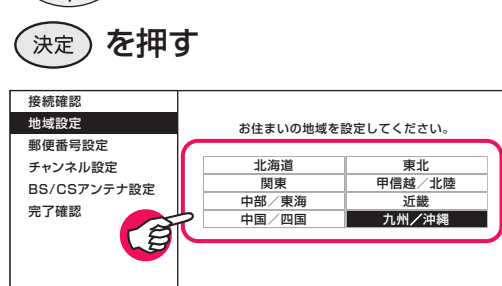 決定 を押す
接続確認
地域設定
郵便番号設定
チャンネル設定
BS/CSアンテナ設定
完了確認
お住まいの地域を設定してください。
北海道 東北
関東 甲信越／北陸
中部／東海 近畿
中国／四国 九州／沖縄